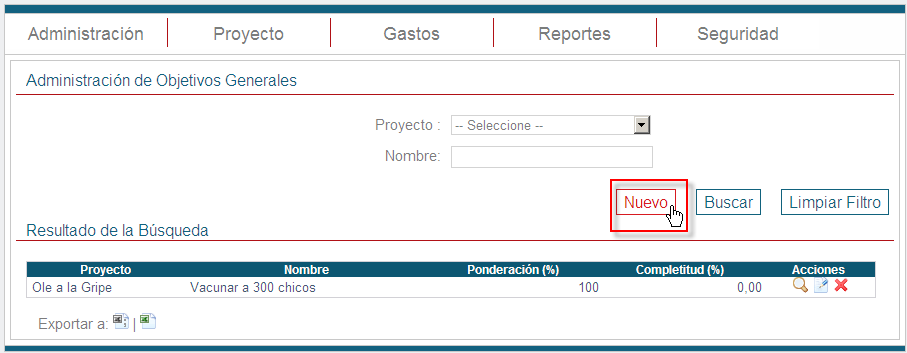 Administración Proyecto Gastos Reportes Seguridad
Administración de Objetivos Generales
Proyecto : -- Seleccione --
Nombre:
Nuevo Buscar Limpiar Filtro
Resultado de la Búsqueda
Proyecto Nombre Ponderación (%) Completitud (%) Acciones
Ole a la Gripe Vacunar a 300 chicos 100 0,00
Exportar a: |